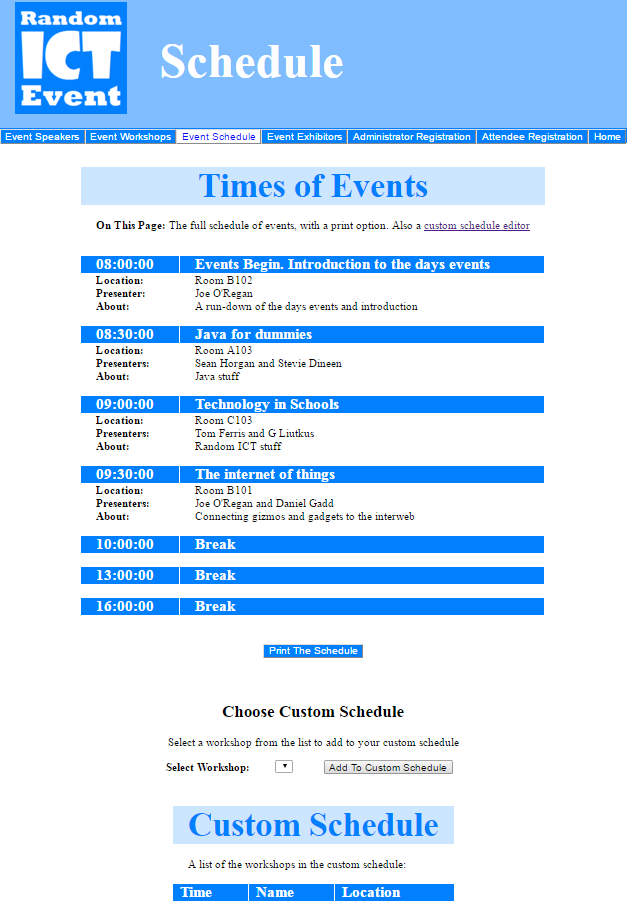 Random
ICT
Event
Schedule
Event Speakers Event Workshops Event Schedule Event Exhibitors Administrator Registration Attendee Registration Home
Times of Events
On This Page: The full schedule of events, with a print option. Also a custom schedule editor
08:00:00 Events Begin. Introduction to the days events
Location: Room B102
Presenter: Joe O'Regan
About: A run-down of the days events and introduction
08:30:00 Java for dummies
Location: Room A103
Presenters: Sean Horgan and Stevie Dineen
About: Java stuff
09:00:00 Technology in Schools
Location: Room C103
Presenters: Tom Ferris and G Liutkus
About: Random ICT stuff
09:30:00 The internet of things
Location: Room B101
Presenters: Joe O'Regan and Daniel Gadd
About: Connecting gizmos and gadgets to the interweb
10:00:00 Break
13:00:00 Break
16:00:00 Break
Print The Schedule
Choose Custom Schedule
Select a workshop from the list to add to your custom schedule
Select Workshop: Add To Custom Schedule
Custom Schedule
A list of the workshops in the custom schedule:
Time Name Location